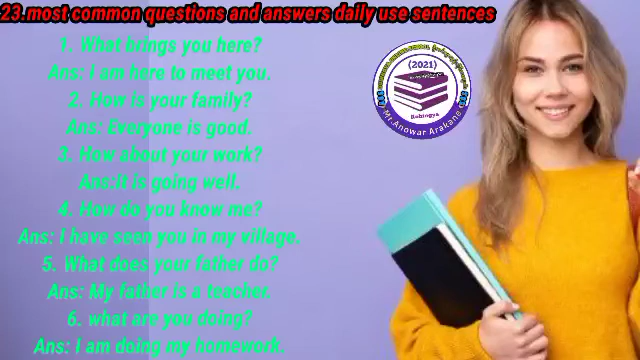 23.most common questions and answers daily use sentences
1. What brings you here?
Ans: I am here to meet you.
2. How is your family?
Ans: Everyone is good.
3. How about your work?
Ans:It is going well.
4. How do you know me?
Ans: I have seen you in my village.
5. What does your father do?
Ans: My father is a teacher.
6. what are you doing?
Ans: I am doing my homework.
(2021)
Rohingya
Mr.Anowar Arakane